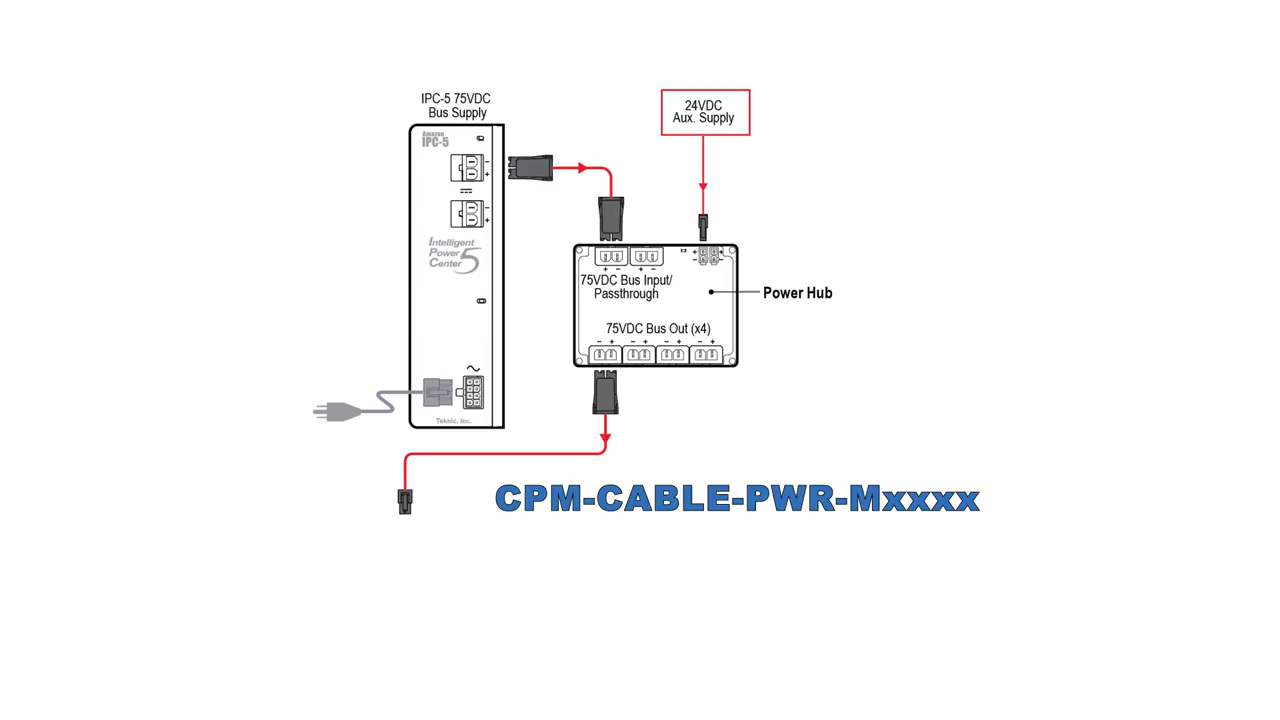 IPC-5 75VDC
Bus Supply
24VDC
Aux. Supply
Amazon
IPC-5
Intelligent
Power
Center 5
75VDC Bus Input/
Passthrough
Power Hub
75VDC Bus Out (x4)
Teknic, Inc.
CPM-CABLE-PWR-Mxxxx